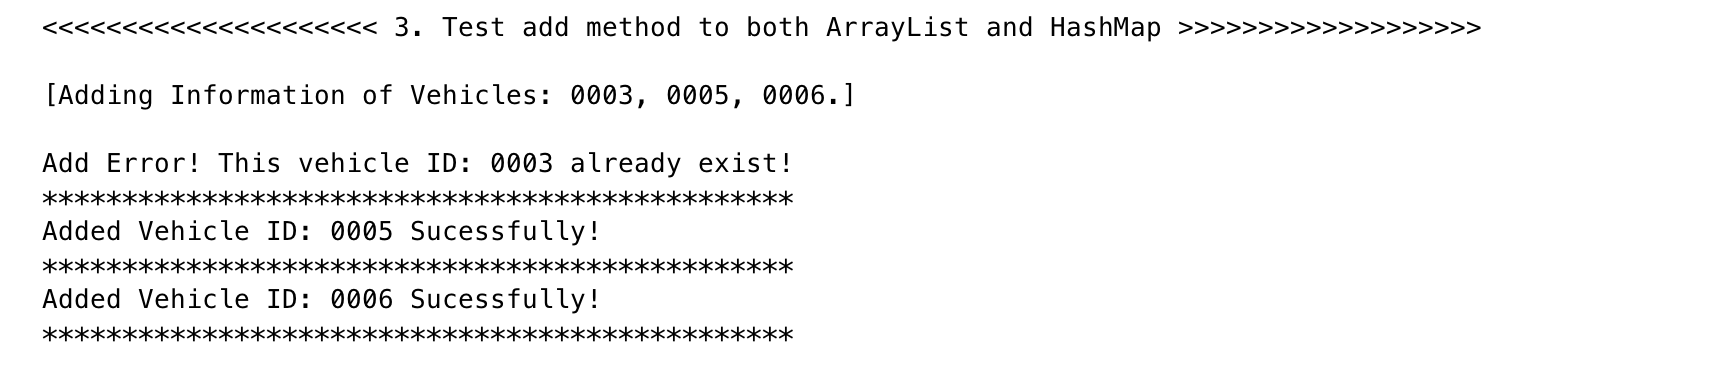 <<<<<<<<<<<<<<<<<<<<< 3. Test add method to both ArrayList and HashMap >>>>>>>>>>>>>>>>>>>
[Adding Information of Vehicles: 0003, 0005, 0006.]
Add Error! This vehicle ID: 0003 already exist!
***********************************************
Added Vehicle ID: 0005 Sucessfully!
***********************************************
Added Vehicle ID: 0006 Sucessfully!
***********************************************